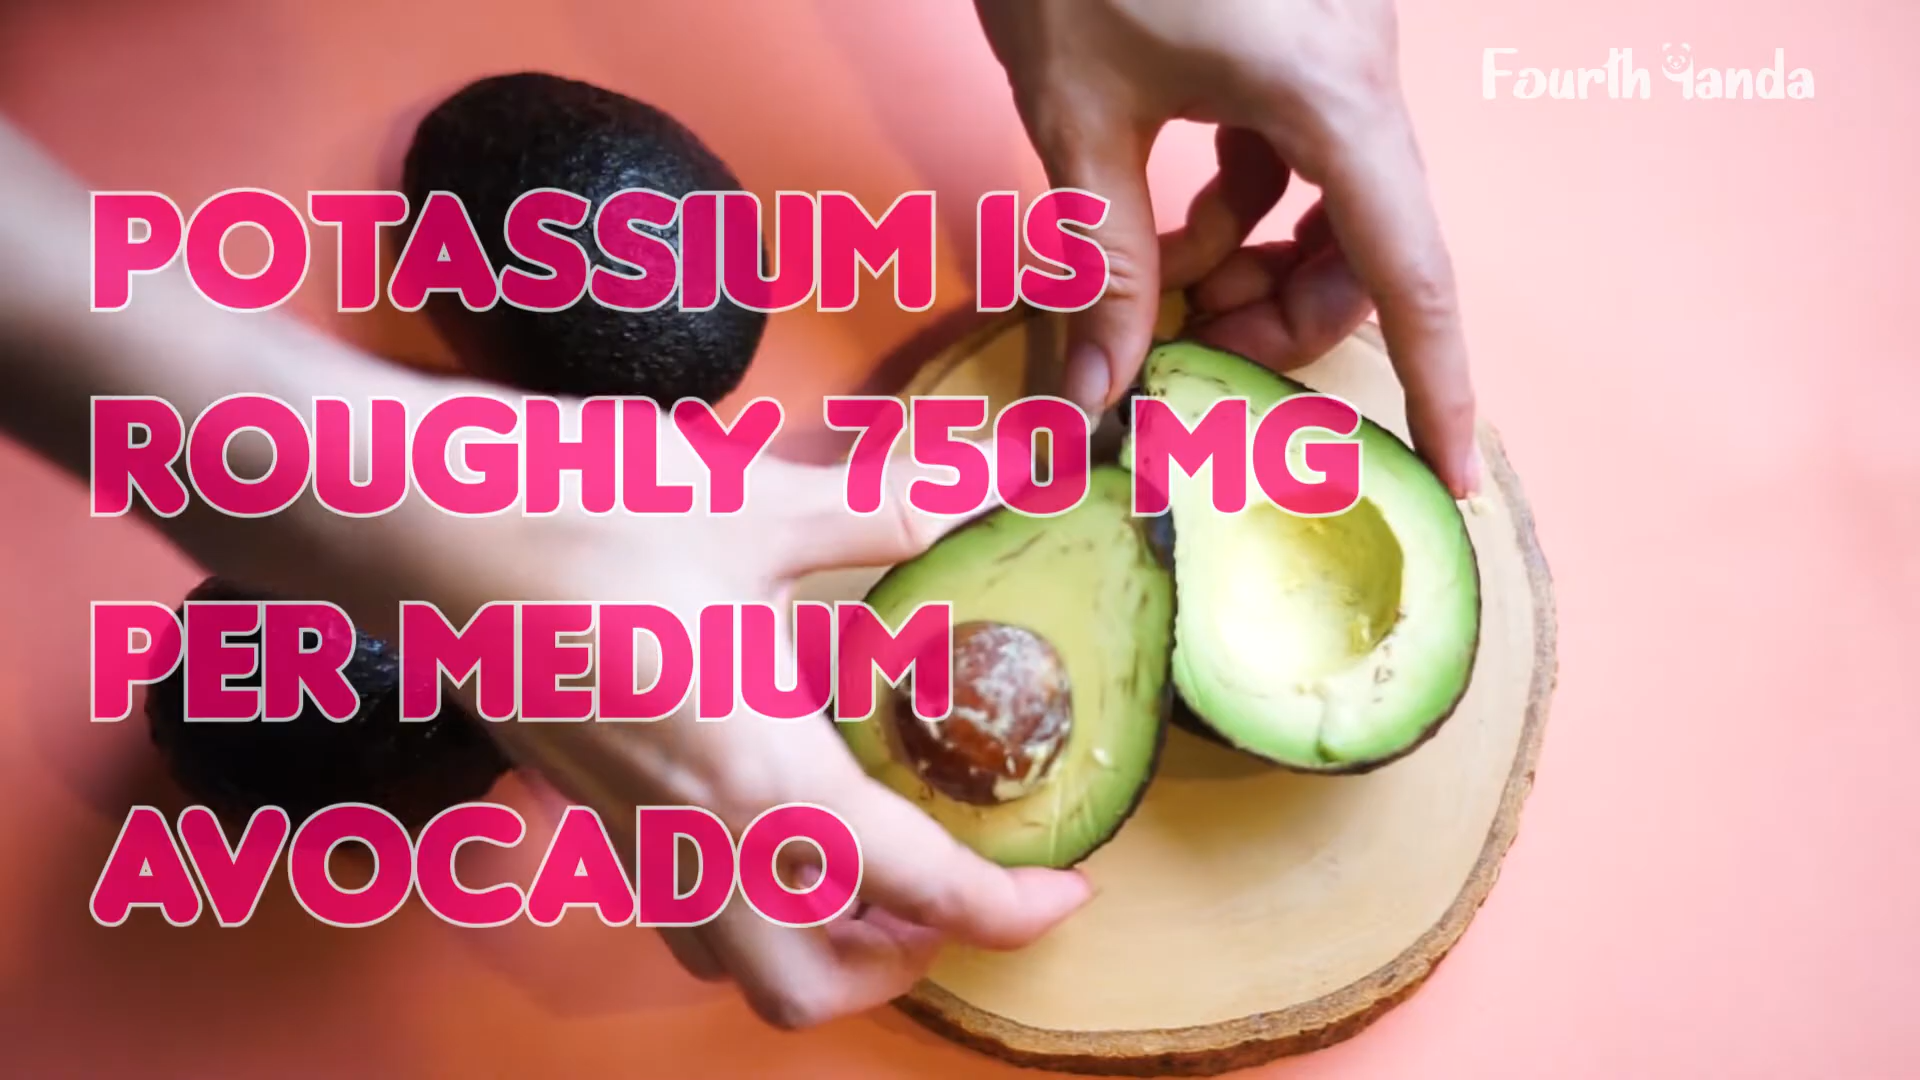 Fourth Panda
POTASSIUM IS
ROUGHLY 750 MG
PER MEDIUM
AVOCADO